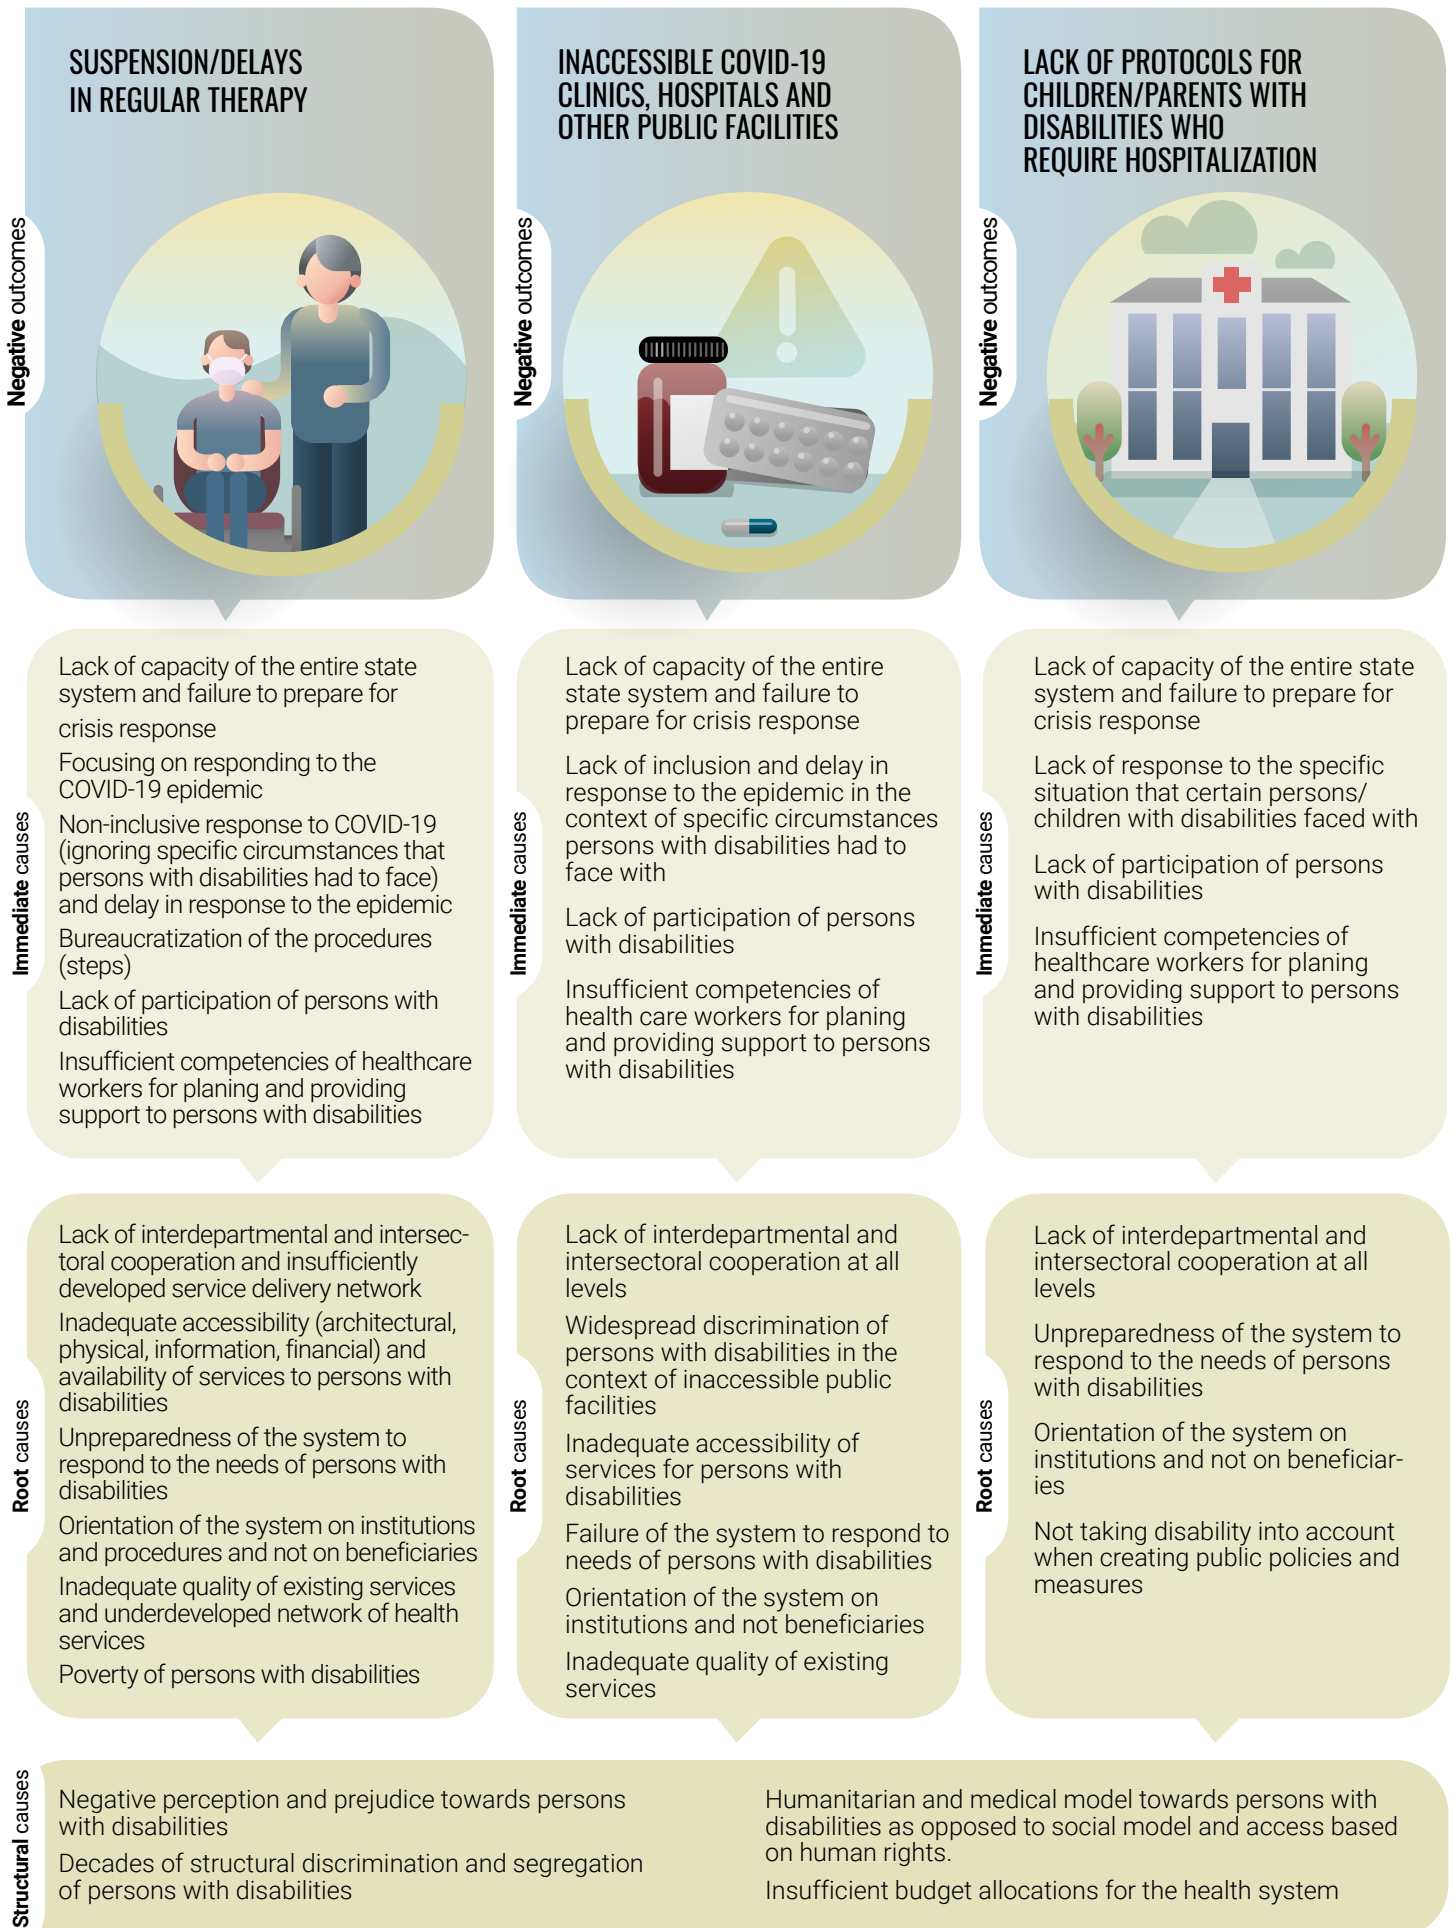 SUSPENSION/DELAYS
IN REGULAR THERAPY
Negative outcomes
INACCESSIBLE COVID-19
CLINICS, HOSPITALS AND
OTHER PUBLIC FACILITIES
Negative outcomes
LACK OF PROTOCOLS FOR
CHILDREN/PARENTS WITH
DISABILITIES WHO
REQUIRE HOSPITALIZATION
Negative outcomes
Immediate causes
Lack of capacity of the entire state
system and failure to prepare for
crisis response
Focusing on responding to the
COVID-19 epidemic
Non-inclusive response to COVID-19
(ignoring specific circumstances that
persons with disabilities had to face)
and delay in response to the epidemic
Bureaucratization of the procedures
(steps)
Lack of participation of persons with
disabilities
Insufficient competencies of healthcare
workers for planing and providing
support to persons with disabilities
Immediate causes
Lack of capacity of the entire
state system and failure to
prepare for crisis response
Lack of inclusion and delay in
response to the epidemic in the
context of specific circumstances
persons with disabilities had to
face with
Lack of participation of persons
with disabilities
Insufficient competencies of
health care workers for planing
and providing support to persons
with disabilities
Immediate causes
Lack of capacity of the entire state
system and failure to prepare for
crisis response
Lack of response to the specific
situation that certain persons/
children with disabilities faced with
Lack of participation of persons
with disabilities
Insufficient competencies of
healthcare workers for planing
and providing support to persons
with disabilities
Root causes
Lack of interdepartmental and intersec-
toral cooperation and insufficiently
developed service delivery network
Inadequate accessibility (architectural,
physical, information, financial) and
availability of services to persons with
disabilities
Unpreparedness of the system to
respond to the needs of persons with
disabilities
Orientation of the system on institutions
and procedures and not on beneficiaries
Inadequate quality of existing services
and underdeveloped network of health
services
Poverty of persons with disabilities
Root causes
Lack of interdepartmental and
intersectoral cooperation at all
levels
Widespread discrimination of
persons with disabilities in the
context of inaccessible public
facilities
Inadequate accessibility of
services for persons with
disabilities
Failure of the system to respond to
needs of persons with disabilities
Orientation of the system on
institutions and not beneficiaries
Inadequate quality of existing
services
Root causes
Lack of interdepartmental and
intersectoral cooperation at all
levels
Unpreparedness of the system to
respond to the needs of persons
with disabilities
Orientation of the system on
institutions and not on beneficiar-
ies
Not taking disability into account
when creating public policies and
measures
Structural causes
Negative perception and prejudice towards persons
with disabilities
Decades of structural discrimination and segregation
of persons with disabilities
Humanitarian and medical model towards persons with
disabilities as opposed to social model and access based
on human rights.
Insufficient budget allocations for the health system